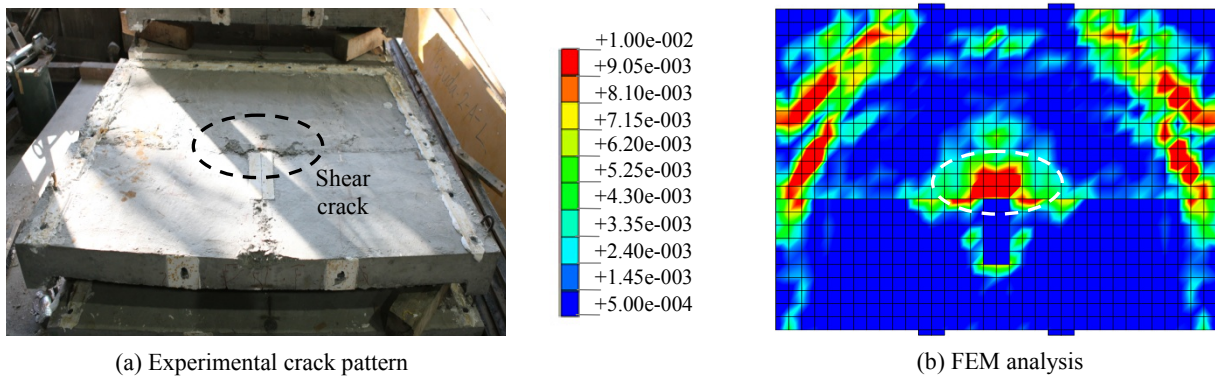 Shear
crack
+1.00e-002
+9.05e-003
+8.10e-003
+7.15e-003
+6.20e-003
+5.25e-003
+4.30e-003
+3.35e-003
+2.40e-003
+1.45e-003
+5.00e-004
(a) Experimental crack pattern
(b) FEM analysis